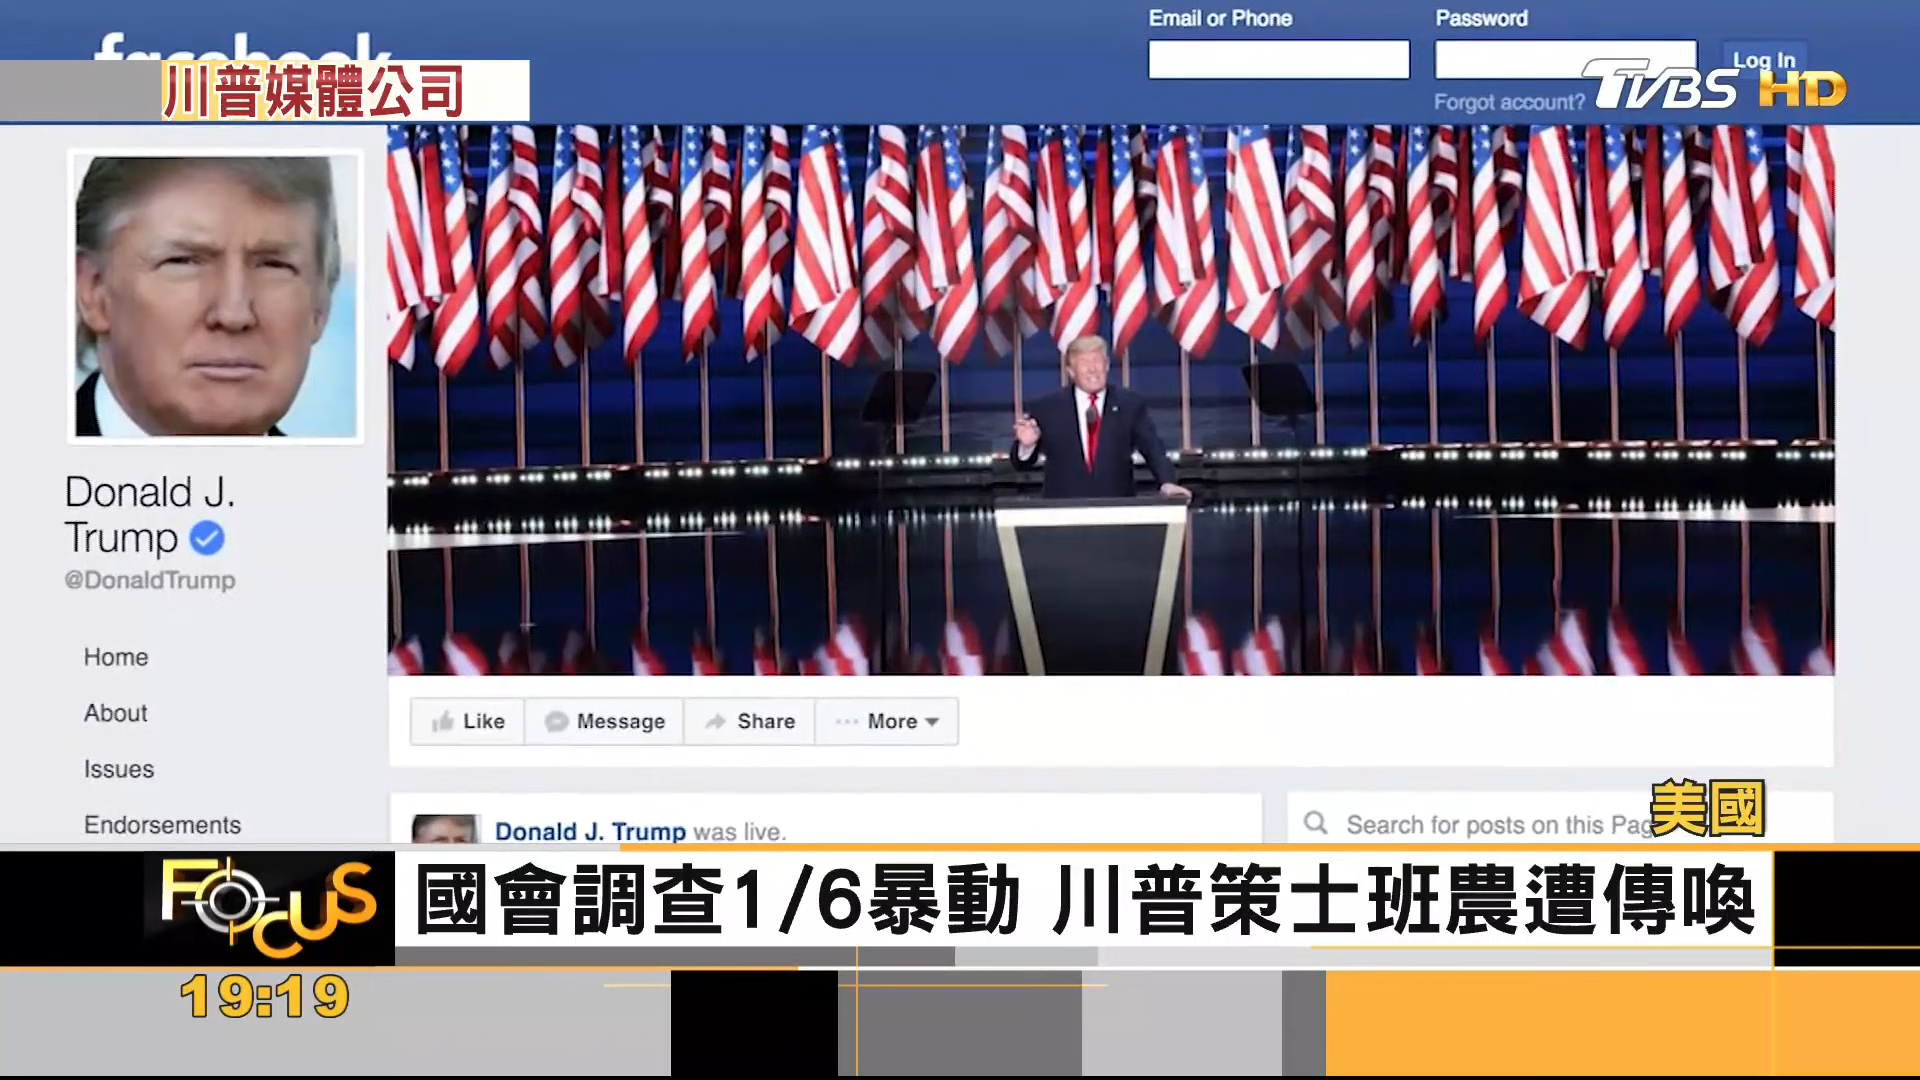 facebook
Email or Phone
Password
Log In
Forgot account?
TVBS HD
川普媒體公司
Donald J.
Trump
@DonaldTrump
Home
About
Issues
Endorsements
Like
Message
Share
More
Donald J. Trump was live.
Search for posts on this Pag
美國
FOCUS
國會調查1/6暴動 川普策士班農遭傳喚
19:19